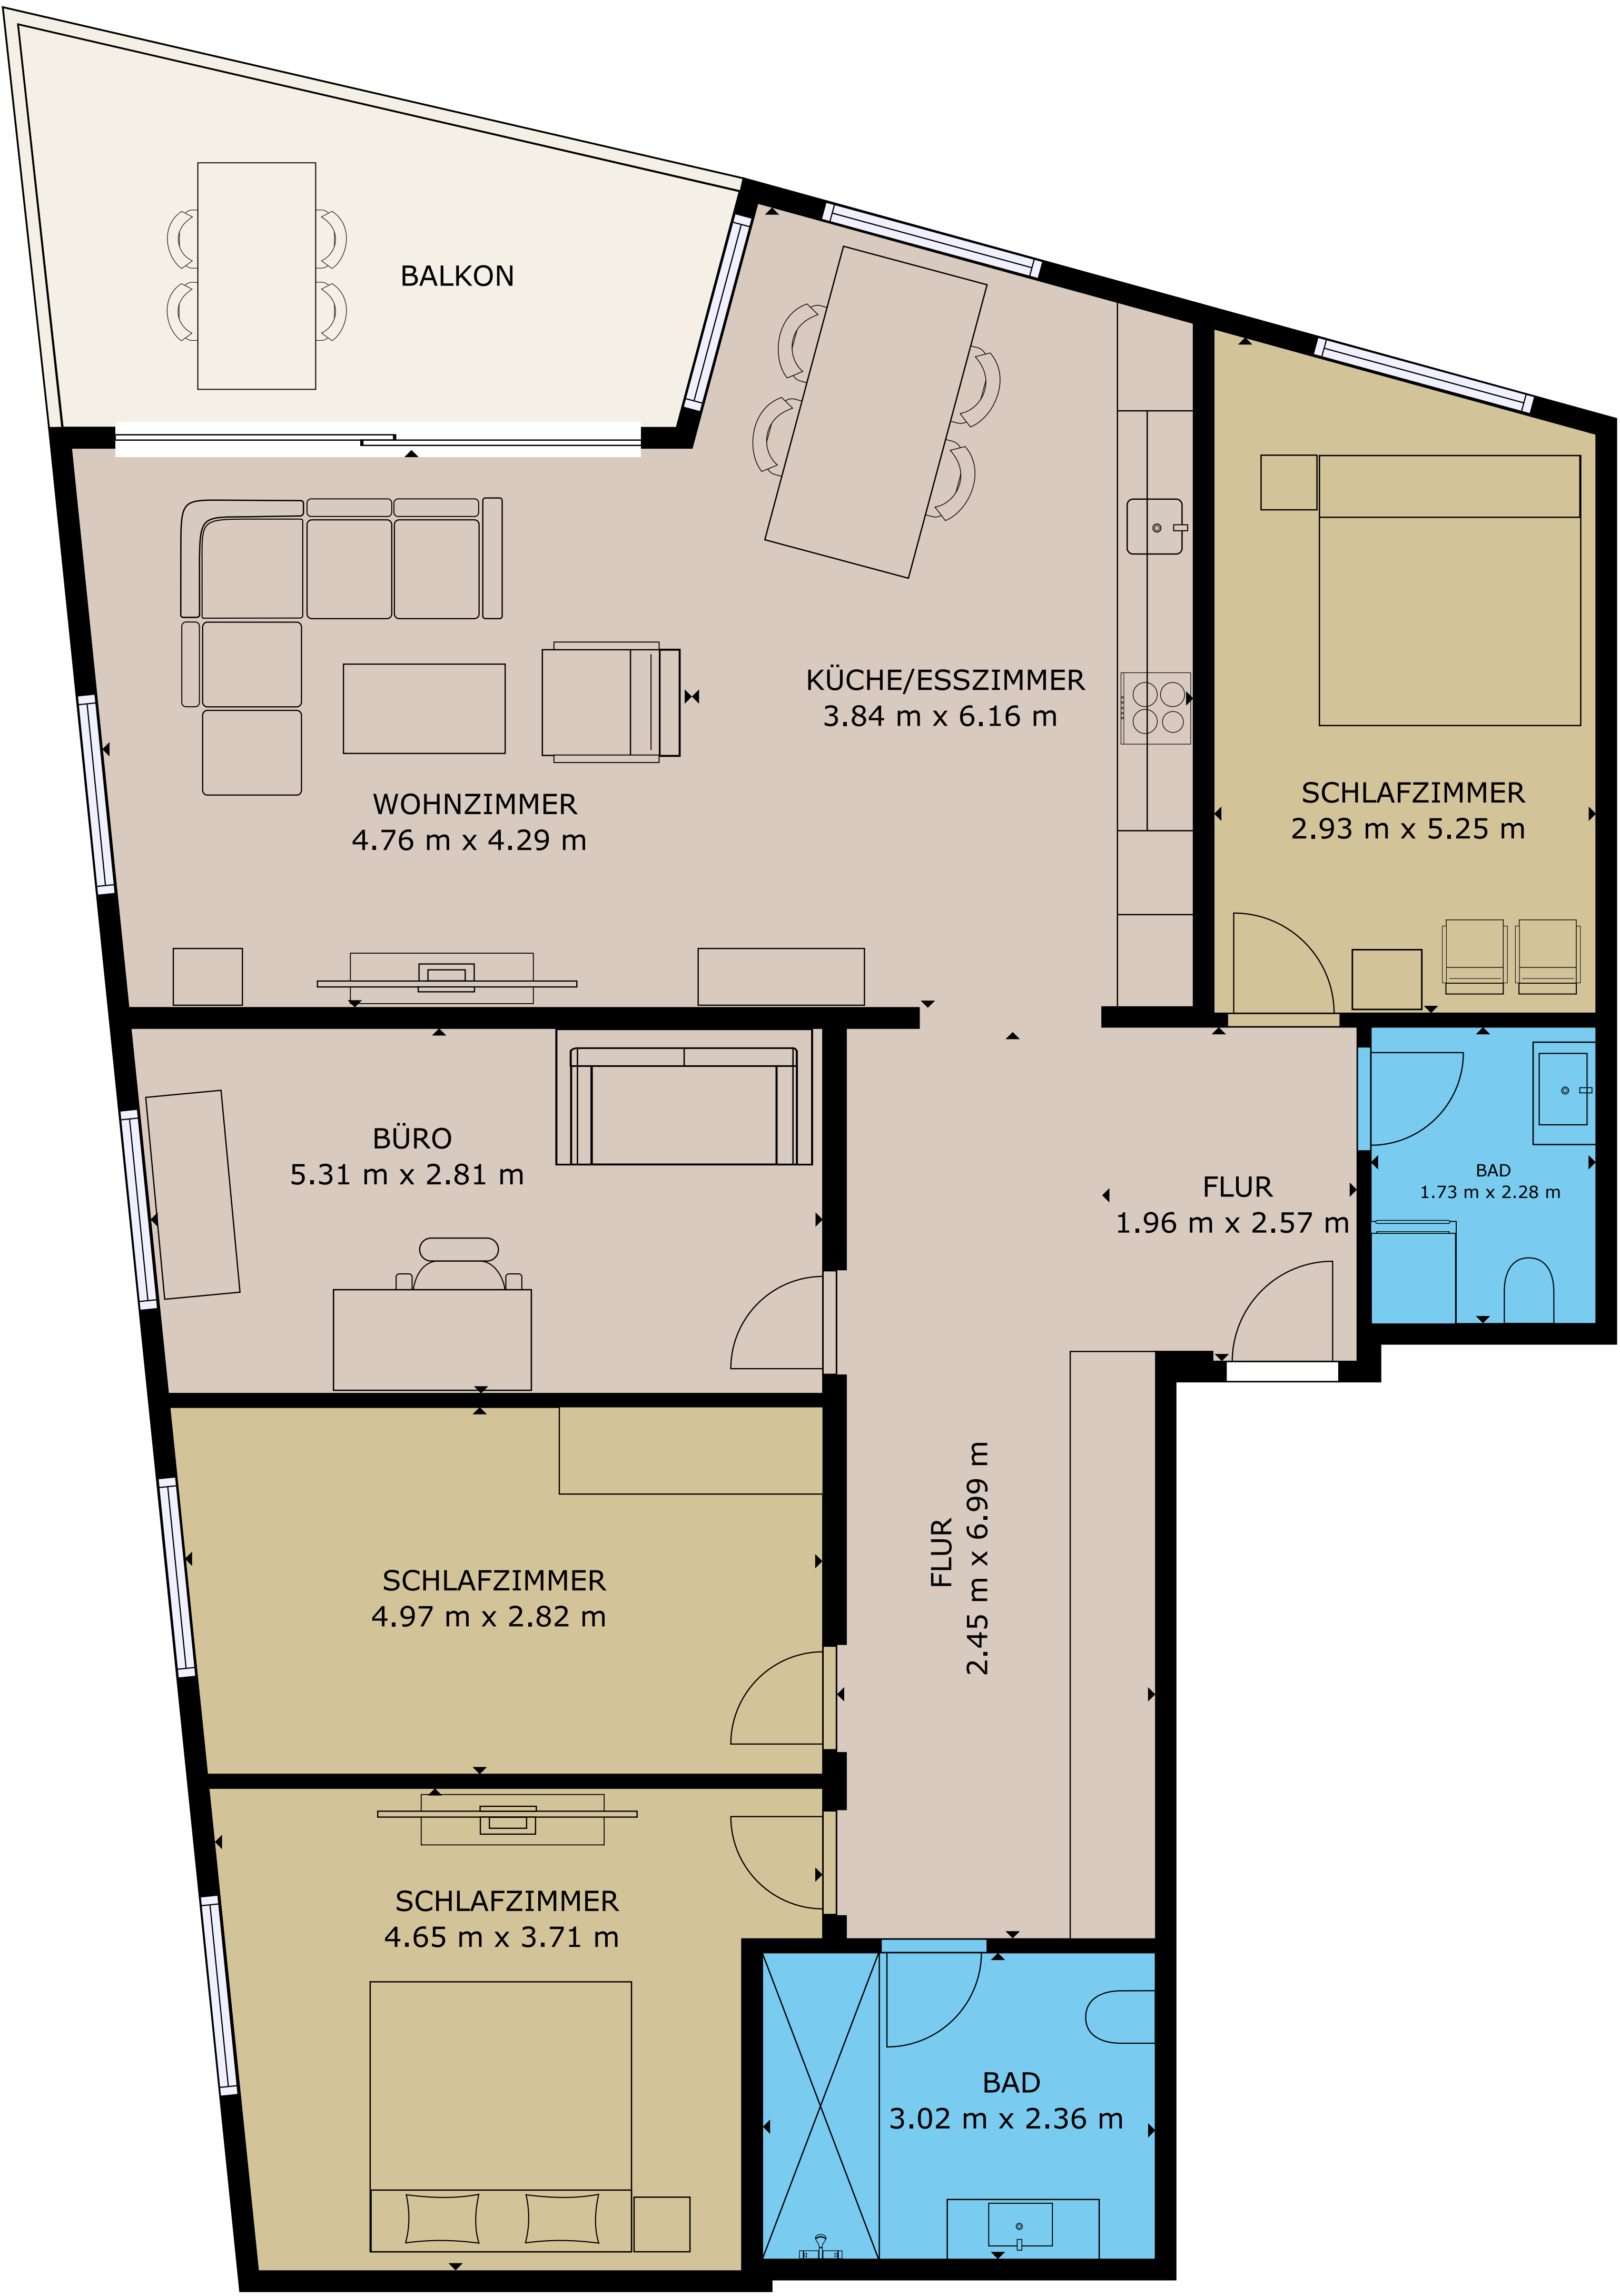 BALKON
KÜCHE/ESSZIMMER
3.84 m x 6.16 m
WOHNZIMMER
4.76 m x 4.29 m
SCHLAFZIMMER
2.93 m x 5.25 m
BÜRO
5.31 m x 2.81 m
FLUR
1.96 m x 2.57 m
BAD
1.73 m x 2.28 m
FLUR
2.45 m x 6.99 m
SCHLAFZIMMER
4.97 m x 2.82 m
SCHLAFZIMMER
4.65 m x 3.71 m
BAD
3.02 m x 2.36 m